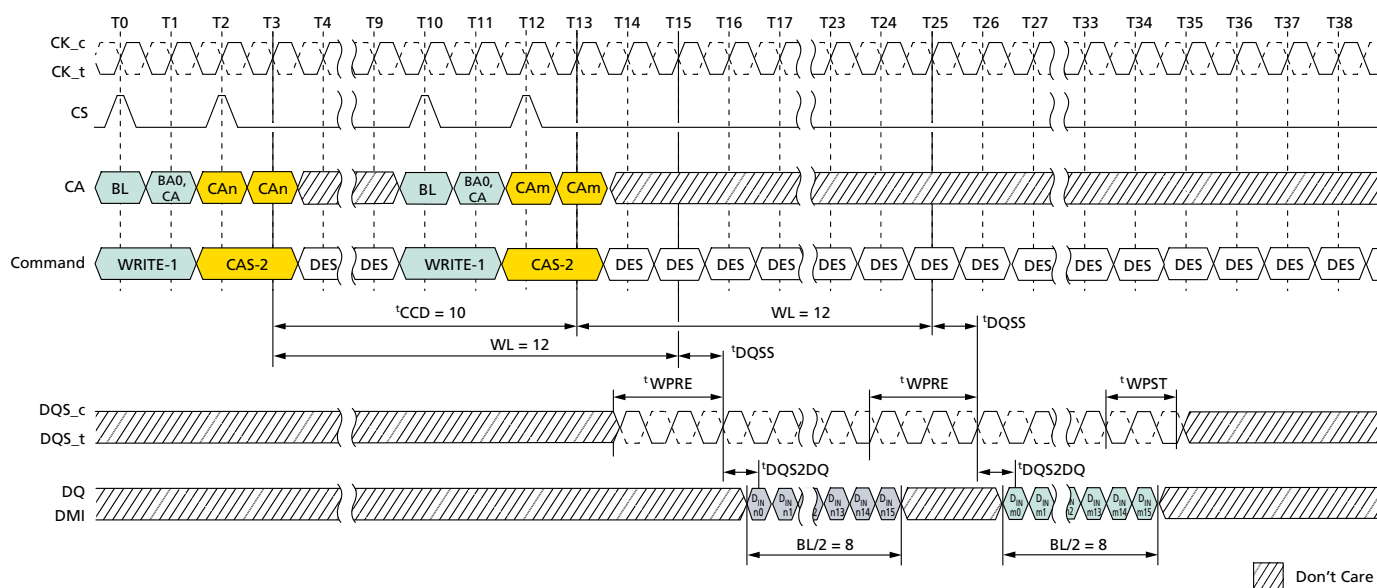 T0 T1 T2 T3 T4 T9 T10 T11 T12 T13 T14 T15 T16 T17 T23 T24 T25 T26 T27 T33 T34 T35 T36 T37 T38
CK_c
CK_t
CS
CA BL BA0, CA CAn CAn BL BA0, CA CAm CAm
Command WRITE-1 CAS-2 DES DES WRITE-1 CAS-2 DES DES DES DES DES DES DES DES DES DES DES DES DES DES DES
tCCD = 10 WL = 12 tDQSS
WL = 12 tDQSS
tWPRE tWPRE tWPST
DQS_c
DQS_t
tDQS2DQ tDQS2DQ
DQ DIN n0 DIN n1 DIN n13 DIN n14 DIN n15 DIN m0 DIN m1 DIN m13 DIN m14 DIN m15
DMI
BL/2 = 8 BL/2 = 8
Don't Care